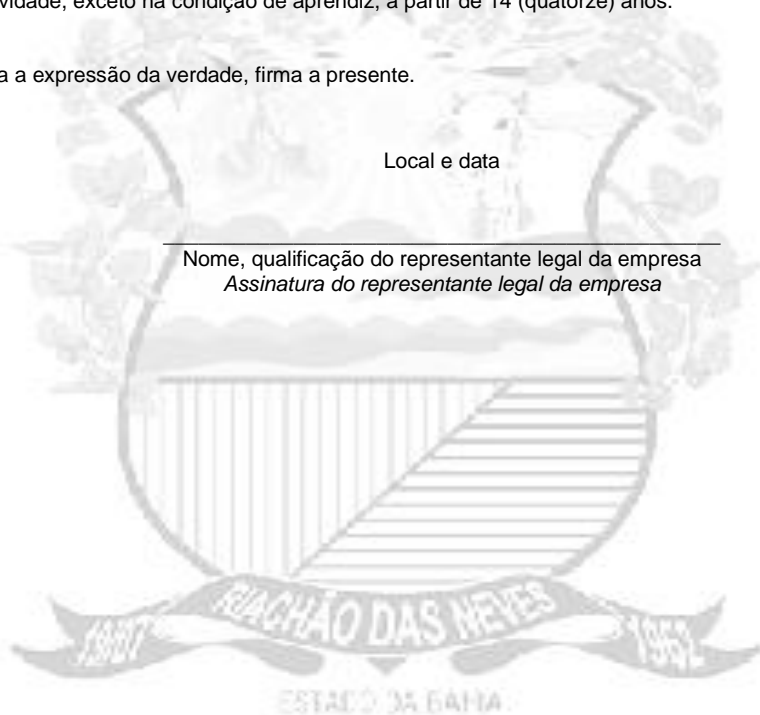 vidade, exceto na condição de aprendiz, a partir de 14 (quatorze) anos.
a a expressão da verdade, firma a presente.
Local e data
Nome, qualificação do representante legal da empresa
Assinatura do representante legal da empresa
RIACHÃO DAS NEVES
1962
ESTADO DA BAHIA